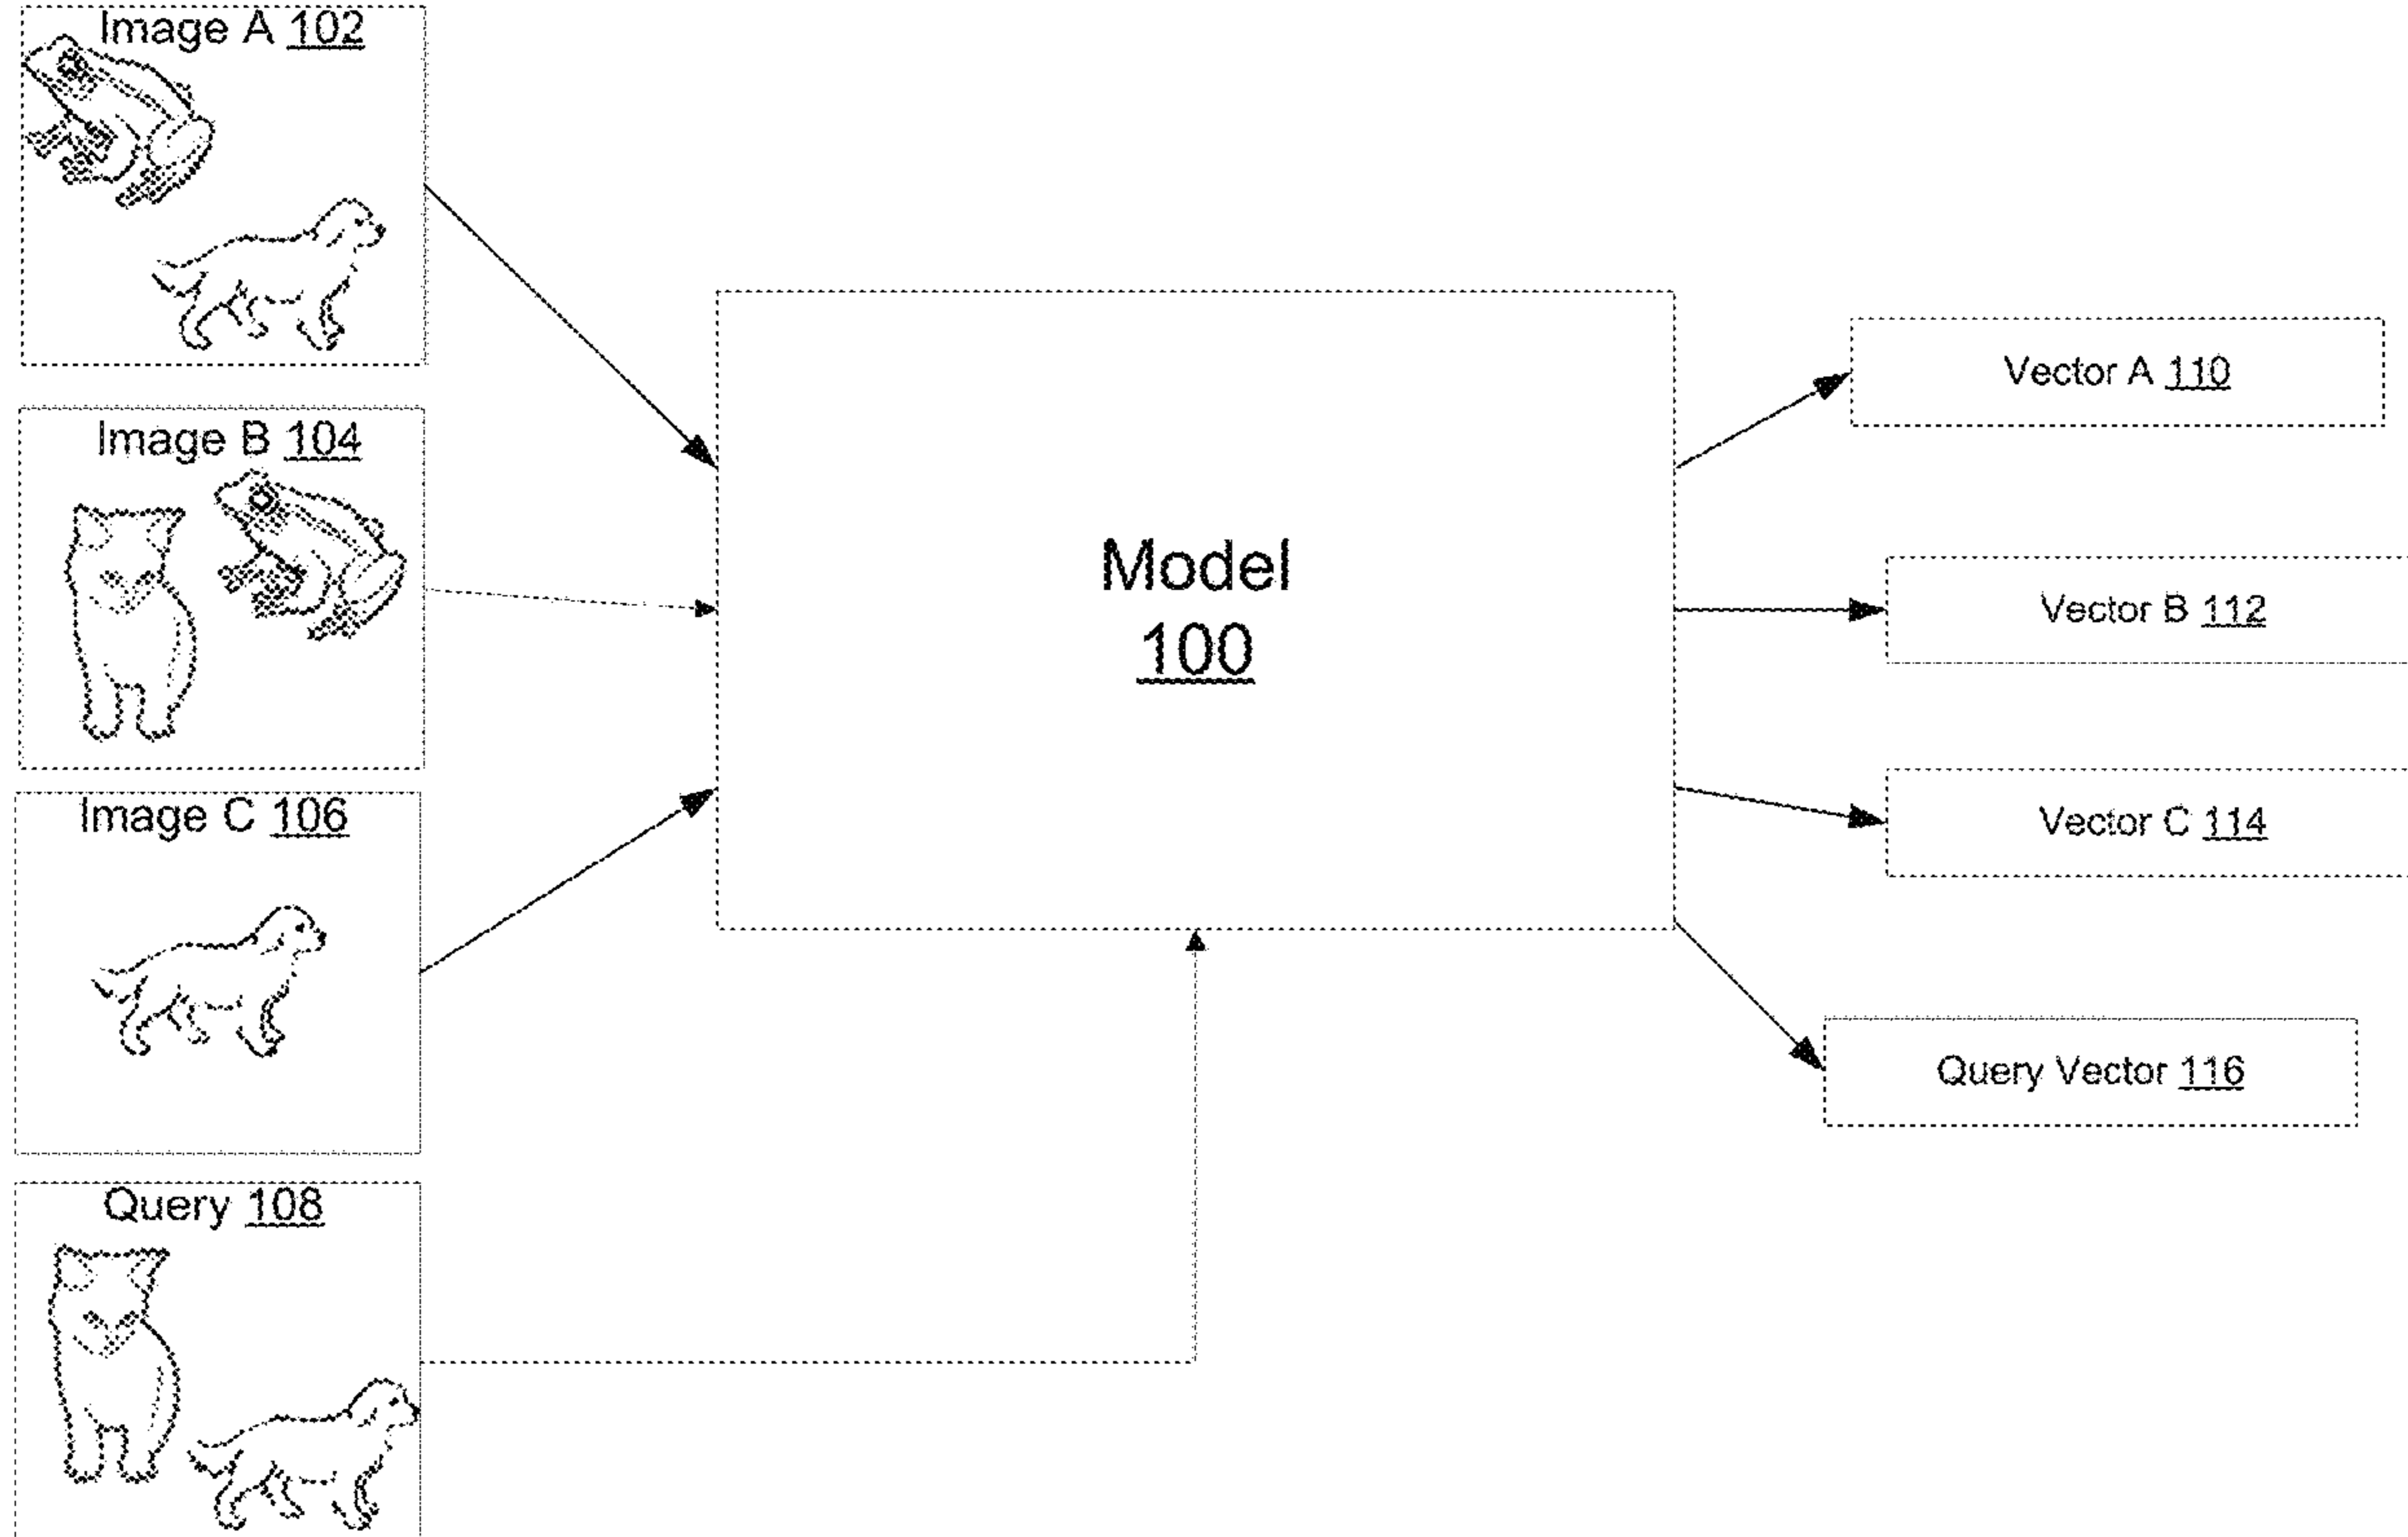 Image A 102
Image B 104
Image C 106
Query 108
Model
100
Vector A 110
Vector B 112
Vector C 114
Query Vector 116